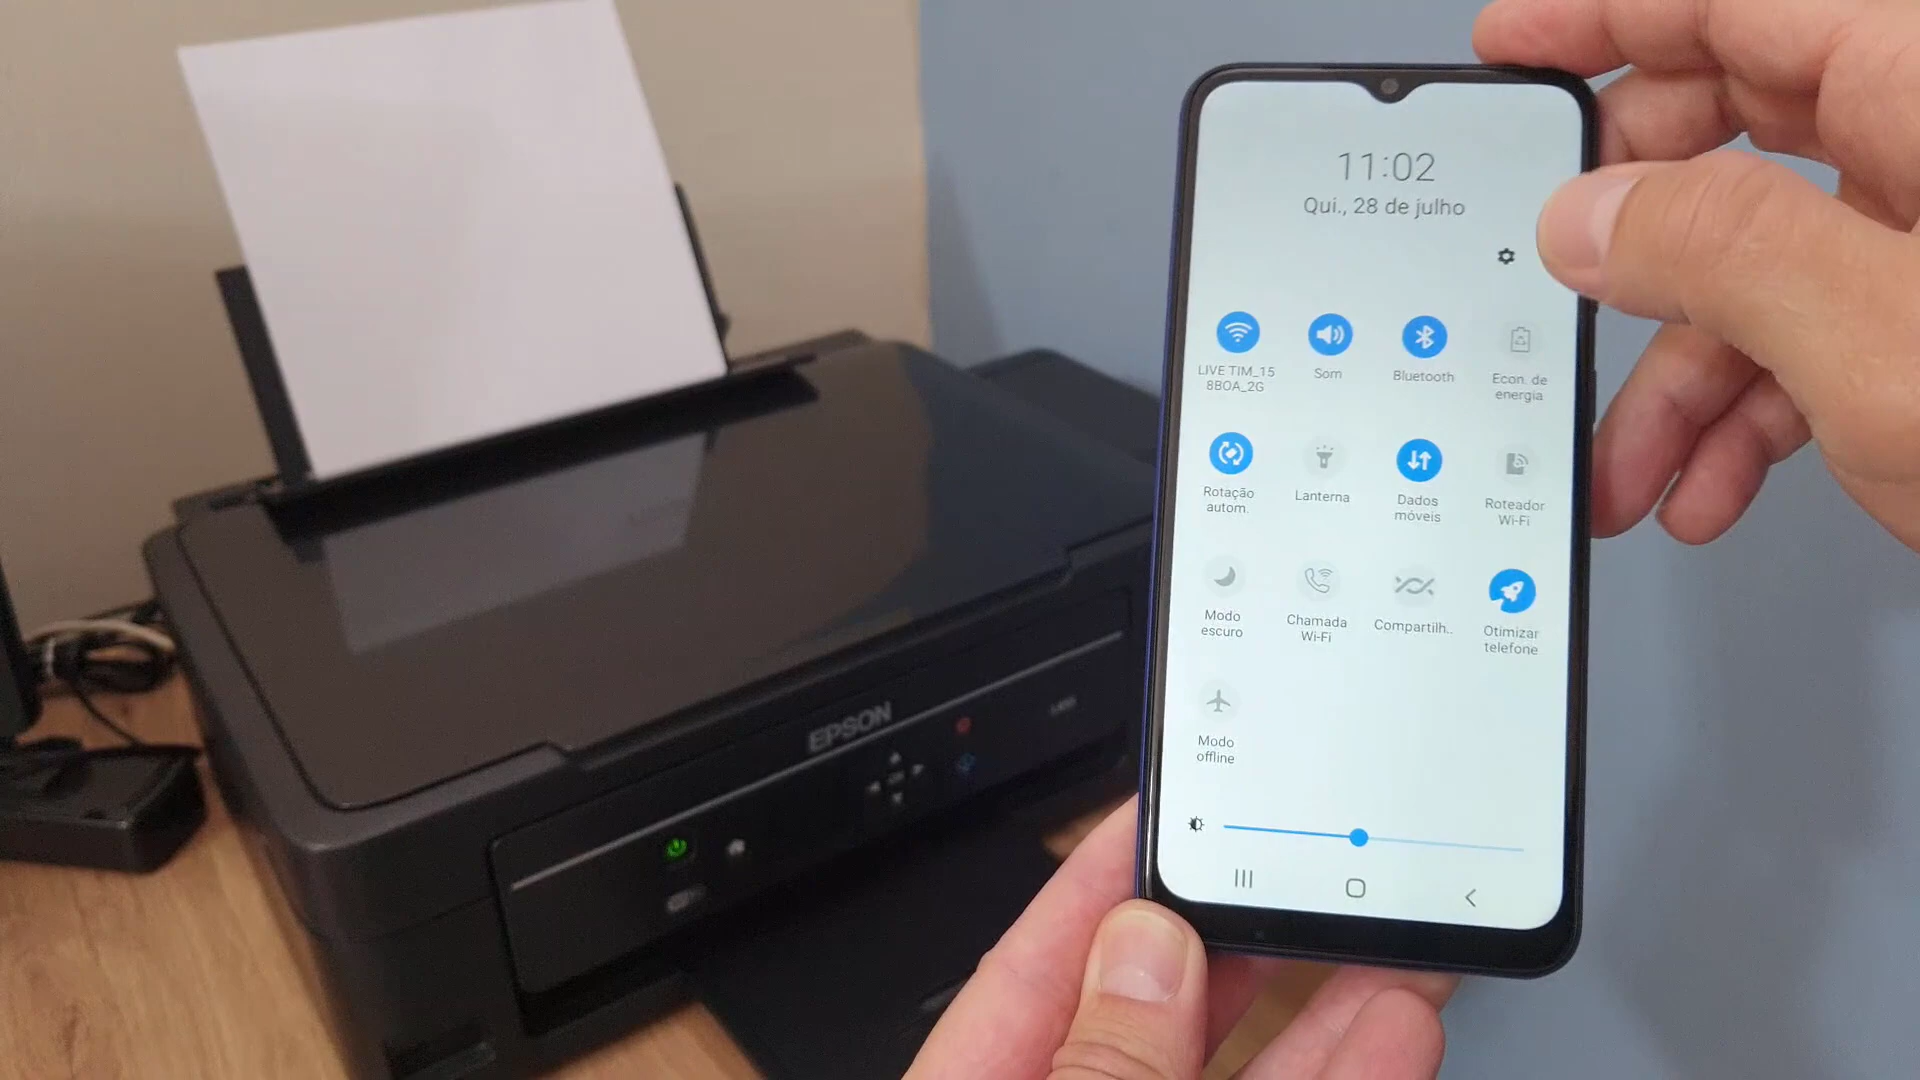 11:02
Qui., 28 de julho
LIVE TIM_15
8BOA_2G
Som
Bluetooth
Econ. de
energia
Rotação
autom.
Lanterna
Dados
móveis
Roteador
Wi-Fi
Modo
escuro
Chamada
Wi-Fi
Compartilh..
Otimizar
telefone
Modo
offline
EPSON